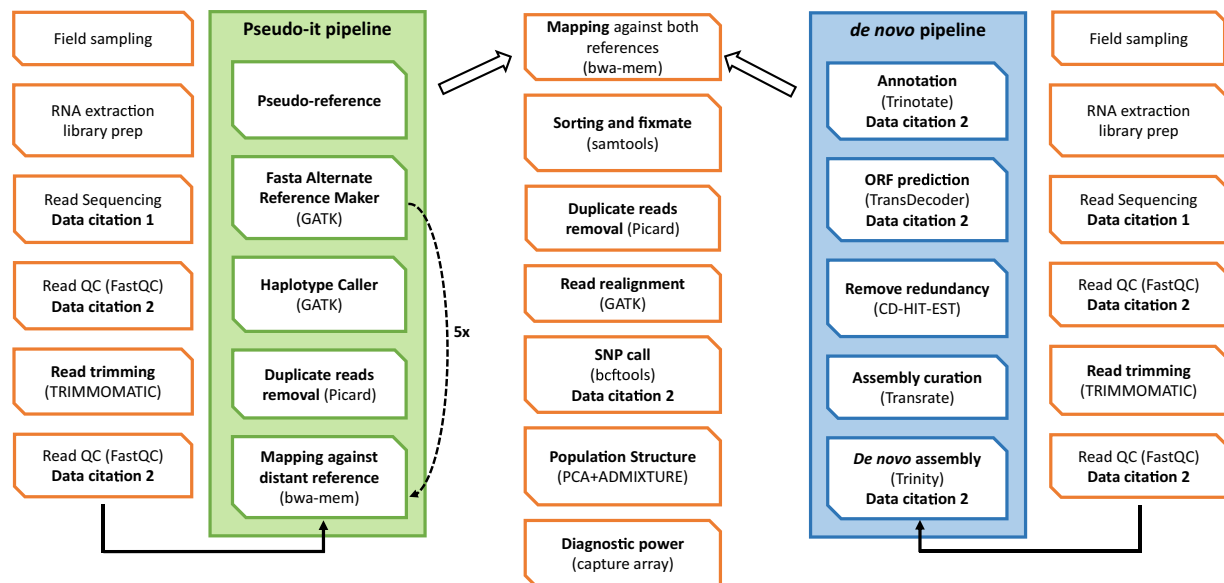 Field sampling
RNA extraction
library prep
Read Sequencing
Data citation 1
Read QC (FastQC)
Data citation 2
Read trimming
(TRIMMOMATIC)
Read QC (FastQC)
Data citation 2
Pseudo-it pipeline
Pseudo-reference
Fasta Alternate
Reference Maker
(GATK)
Haplotype Caller
(GATK)
5x
Duplicate reads
removal (Picard)
Mapping against
distant reference
(bwa-mem)
Mapping against both
references
(bwa-mem)
Sorting and fixmate
(samtools)
Duplicate reads
removal (Picard)
Read realignment
(GATK)
SNP call
(bcftools)
Data citation 2
Population Structure
(PCA+ADMIXTURE)
Diagnostic power
(capture array)
de novo pipeline
Annotation
(Trinotate)
Data citation 2
ORF prediction
(TransDecoder)
Data citation 2
Remove redundancy
(CD-HIT-EST)
Assembly curation
(Transrate)
De novo assembly
(Trinity)
Data citation 2
Field sampling
RNA extraction
library prep
Read Sequencing
Data citation 1
Read QC (FastQC)
Data citation 2
Read trimming
(TRIMMOMATIC)
Read QC (FastQC)
Data citation 2